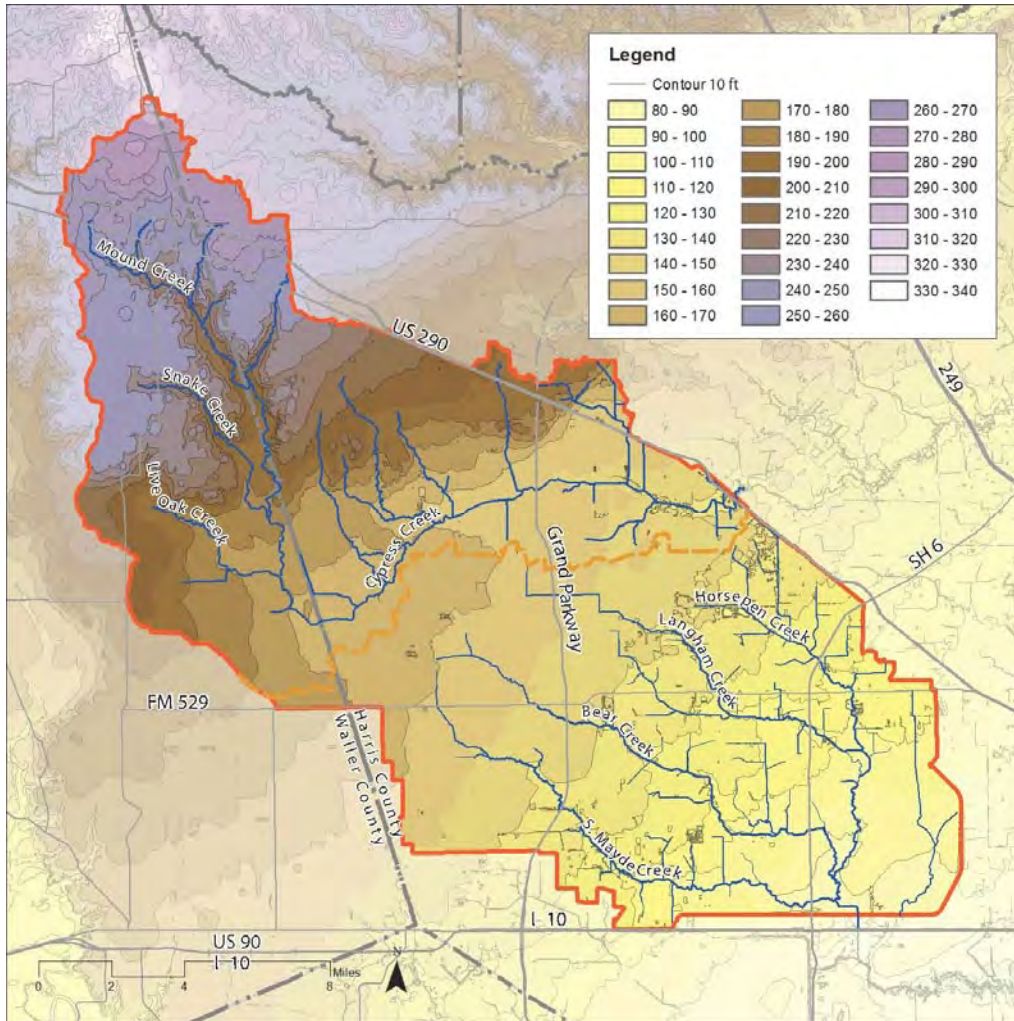 Legend
Contour 10 ft
80 - 90
90 - 100
100 - 110
110 - 120
120 - 130
130 - 140
140 - 150
150 - 160
160 - 170
170 - 180
180 - 190
190 - 200
200 - 210
210 - 220
220 - 230
230 - 240
240 - 250
250 - 260
260 - 270
270 - 280
280 - 290
290 - 300
300 - 310
310 - 320
320 - 330
330 - 340
Mound Creek
US 290
249
Snake Creek
Live Oak Creek
Cypress Creek
Grand Parkway
SH 6
Horsepen Creek
Langham Creek
FM 529
Bear Creek
Harris County
Waller County
S. Mayde Creek
I- 10
US 90
I- 10
N
0 2 4 8 Miles